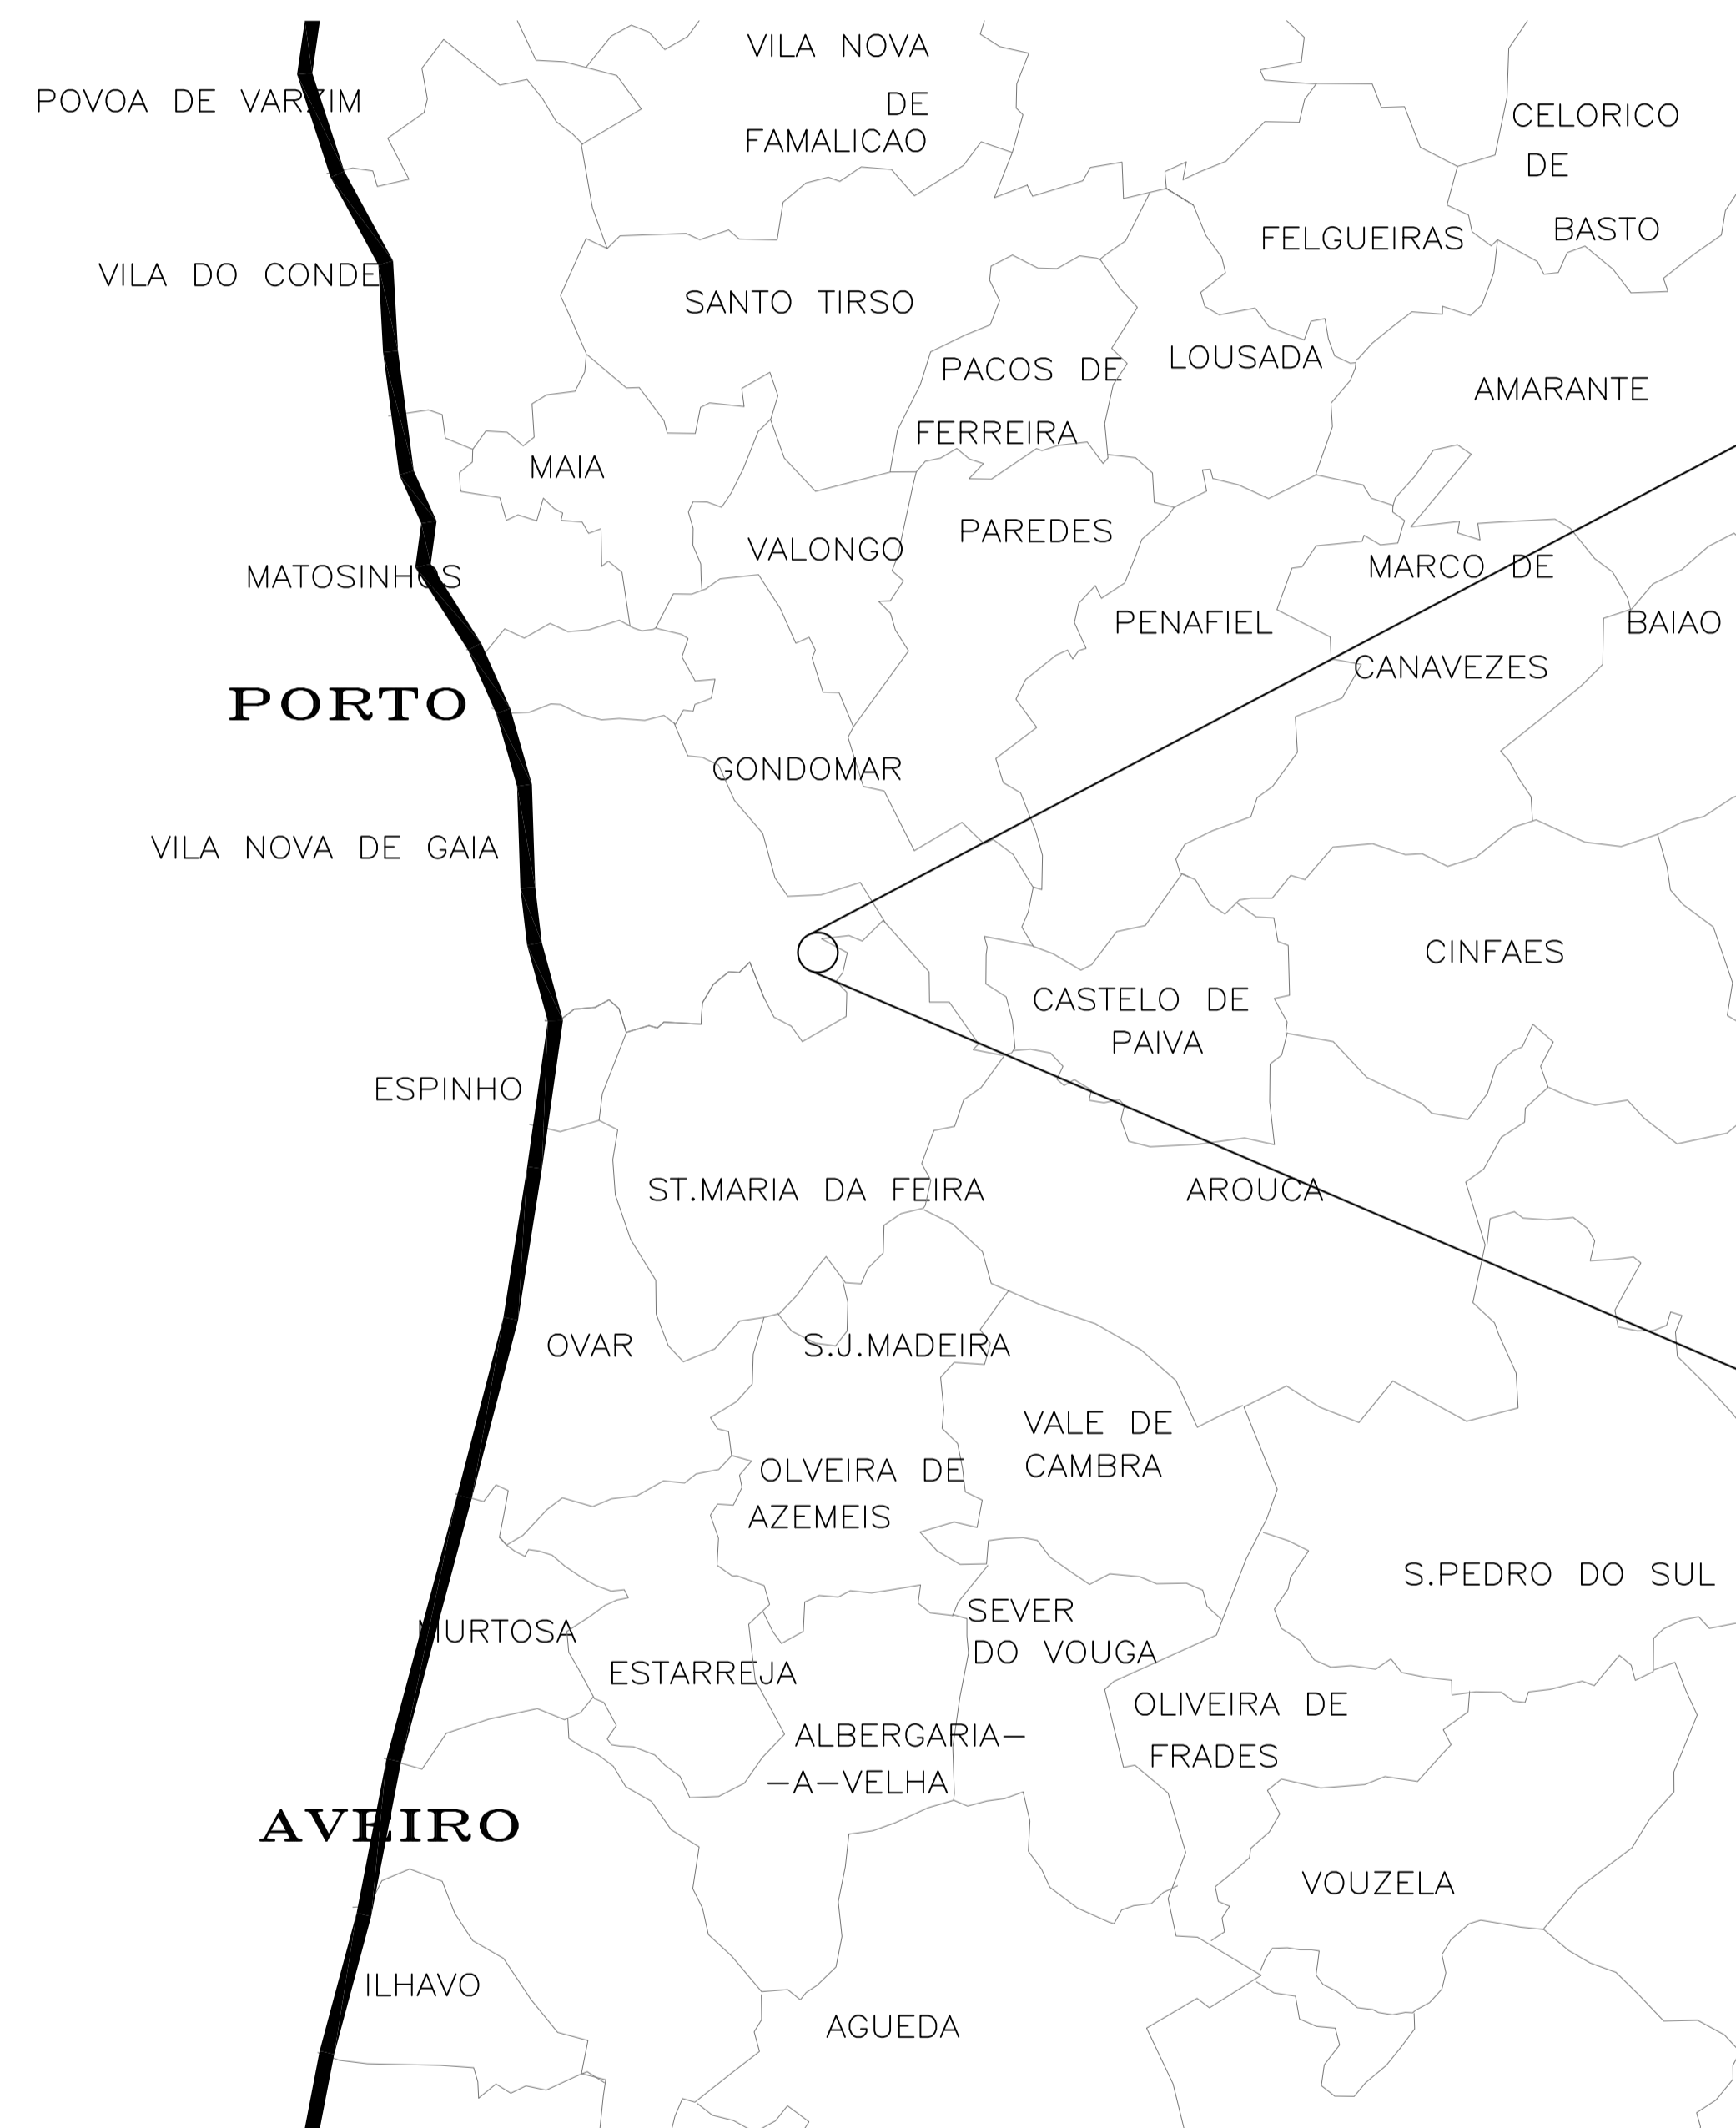 VILA NOVA
DE
FAMALICAO
POVOA DE VARZIM
CELORICO
DE
BASTO
FELGUEIRAS
VILA DO CONDE
SANTO TIRSO
PACOS DE
FERREIRA
LOUSADA
AMARANTE
MAIA
VALONGO
PAREDES
MARCO DE
CANAVEZES
MATOSINHOS
PENAFIEL
BAIAO
PORTO
GONDOMAR
VILA NOVA DE GAIA
CINFAES
CASTELO DE
PAIVA
ESPINHO
ST.MARIA DA FEIRA
AROUCA
OVAR
S.J.MADEIRA
VALE DE
CAMBRA
OLVEIRA DE
AZEMEIS
S.PEDRO DO SUL
SEVER
DO VOUGA
MURTOSA
ESTARREJA
OLIVEIRA DE
FRADES
ALBERGARIA-
-A-VELHA
AVEIRO
VOUZELA
ILHAVO
AGUEDA